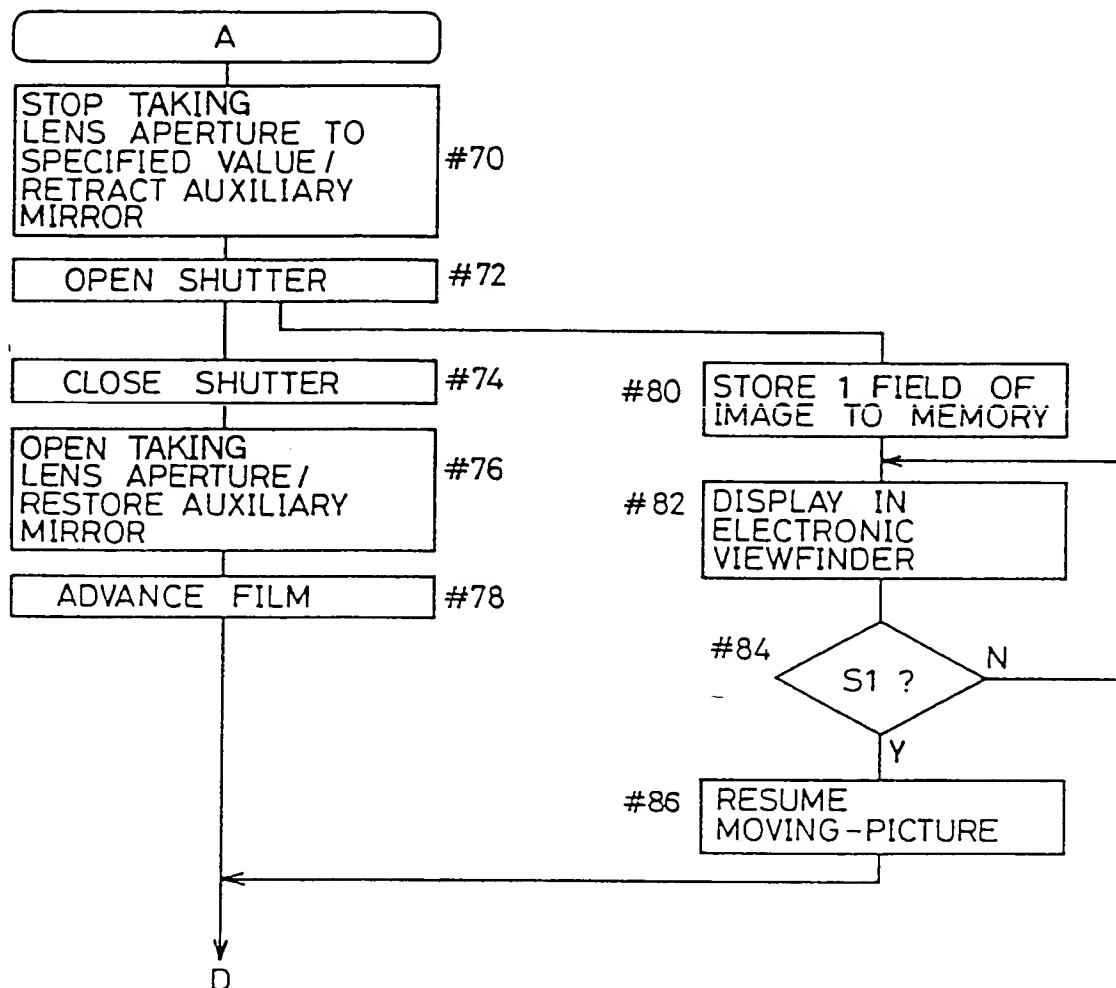 A
STOP TAKING
LENS APERTURE TO
SPECIFIED VALUE/
RETRACT AUXILIARY
MIRROR
#70
OPEN SHUTTER
#72
CLOSE SHUTTER
#74
OPEN TAKING
LENS APERTURE/
RESTORE AUXILIARY
MIRROR
#76
ADVANCE FILM
#78
#80
STORE 1 FIELD OF
IMAGE TO MEMORY
#82
DISPLAY IN
ELECTRONIC
VIEWFINDER
#84
S1 ?
N
Y
#86
RESUME
MOVING-PICTURE
D